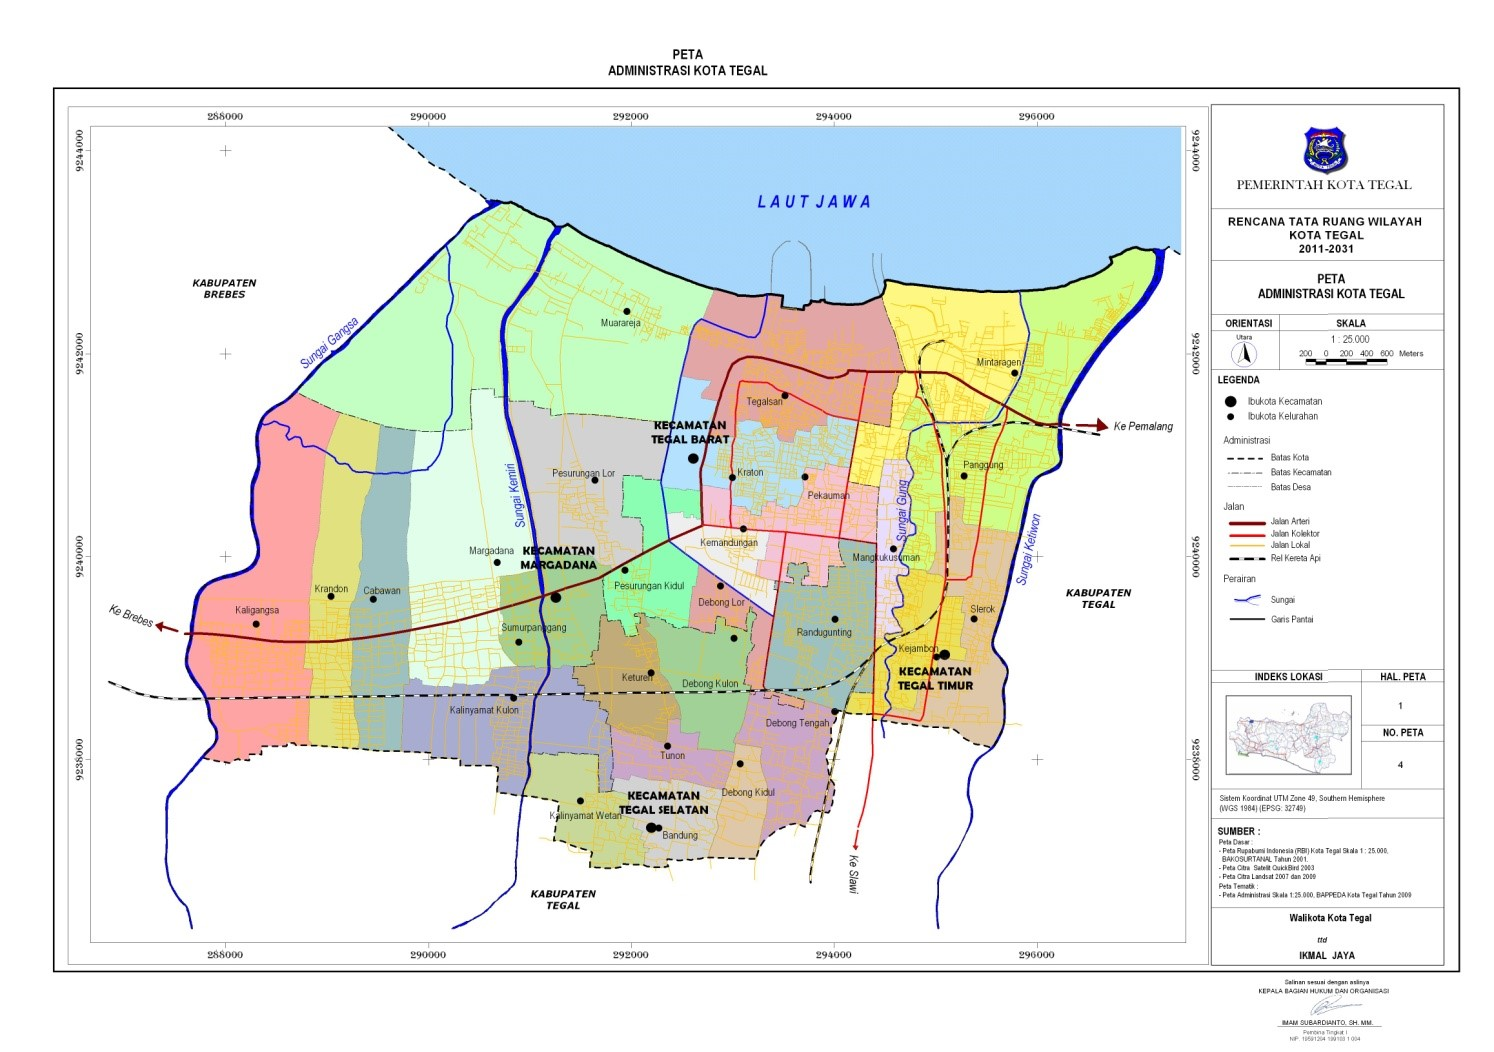 PETA
ADMINISTRASI KOTA TEGAL
288000
290000
292000
294000
296000
9244000
9244000
LAUT JAWA
KABUPATEN
BREBES
Sungai Gangsa
Muarareja
9242000
9242000
Mintaragen
Tegalsari
KECAMATAN
TEGAL BARAT
Ke Pemalang
Pesurungan Lor
Kraton
Panggung
Pekauman
Sungai Kemiri
Sungai Gung
Sungai Ketiwon
Kemandungan
Margadana
KECAMATAN
MARGADANA
Mangkukusuman
9240000
9240000
Krandon
Cabawan
Pesurungan Kidul
KABUPATEN
TEGAL
Ke Brebes
Kaligangsa
Debong Lor
Slerok
Sumurpanggang
Randugunting
Kejambon
KECAMATAN
TEGAL TIMUR
Keturen
Debong Kulon
Kalinyamat Kulon
Debong Tengah
Tunon
9238000
9238000
Debong Kidul
KECAMATAN
TEGAL SELATAN
Kalinyamat Wetan
Bandung
Ke Slawi
KABUPATEN
TEGAL
288000
290000
292000
294000
296000
PEMERINTAH KOTA TEGAL
RENCANA TATA RUANG WILAYAH
KOTA TEGAL
2011-2031
PETA
ADMINISTRASI KOTA TEGAL
ORIENTASI
SKALA
Utara
1 : 25.000
200 0 200 400 600 Meters
LEGENDA
Ibukota Kecamatan
Ibukota Kelurahan
Administrasi
Batas Kota
Batas Kecamatan
Batas Desa
Jalan
Jalan Arteri
Jalan Kolektor
Jalan Lokal
Rel Kereta Api
Perairan
Sungai
Garis Pantai
INDEKS LOKASI
HAL. PETA
1
NO. PETA
4
Sistem Koordinat UTM Zone 49, Southern Hemisphere
(WGS 1984) (EPSG: 32749)
SUMBER :
Peta Dasar :
- Peta Rupabumi Indonesia (RBI) Kota Tegal Skala 1 : 25.000,
BAKOSURTANAL Tahun 2001.
- Peta Citra Satelit QuickBird 2003
- Peta Citra Landsat 2007 dan 2009
Peta Tematik :
- Peta Administrasi Skala 1:25.000, BAPPEDA Kota Tegal Tahun 2009
Walikota Kota Tegal
ttd
IKMAL JAYA
Salinan sesuai dengan aslinya
KEPALA BAGIAN HUKUM DAN ORGANISASI
IMAM SUBARDIANTO, SH. MM.
Pembina Tingkat I